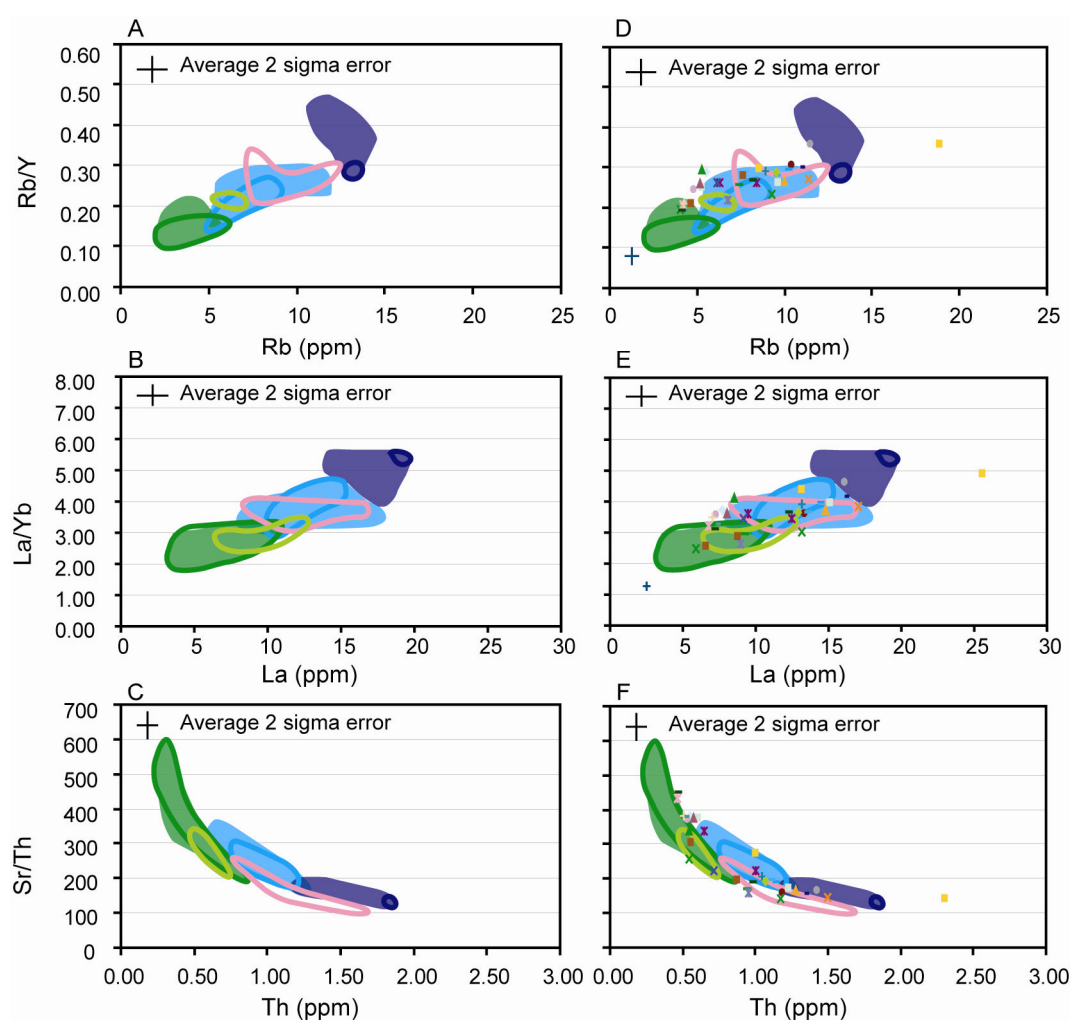 A
D
0.60
0.50
0.40
0.30
0.20
0.10
0.00
Rb/Y
Average 2 sigma error
Average 2 sigma error
0 5 10 15 20 25
0 5 10 15 20 25
Rb (ppm)
Rb (ppm)
B
E
8.00
7.00
6.00
5.00
4.00
3.00
2.00
1.00
0.00
La/Yb
Average 2 sigma error
Average 2 sigma error
0 5 10 15 20 25 30
0 5 10 15 20 25 30
La (ppm)
La (ppm)
C
F
700
600
500
400
300
200
100
0
Sr/Th
Average 2 sigma error
Average 2 sigma error
0.00 0.50 1.00 1.50 2.00 2.50 3.00
0.00 0.50 1.00 1.50 2.00 2.50 3.00
Th (ppm)
Th (ppm)